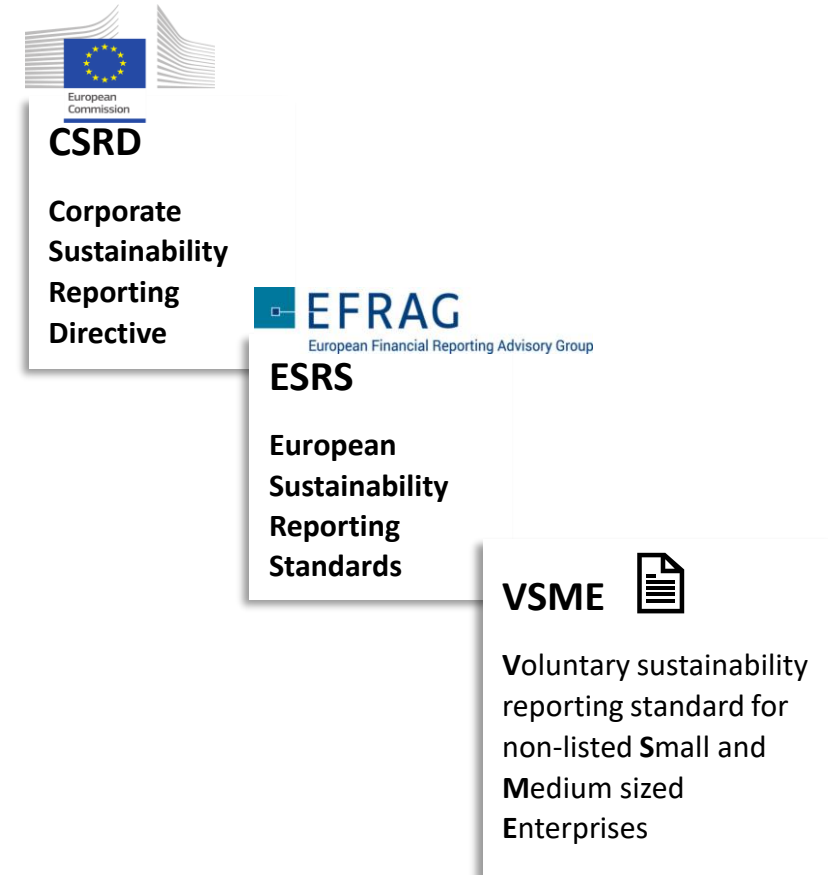 European
Commission
CSRD
Corporate
Sustainability
Reporting
Directive
EFRAG
European Financial Reporting Advisory Group
ESRS
European
Sustainability
Reporting
Standards
VSME
Voluntary sustainability
reporting standard for
non-listed Small and
Medium sized
Enterprises